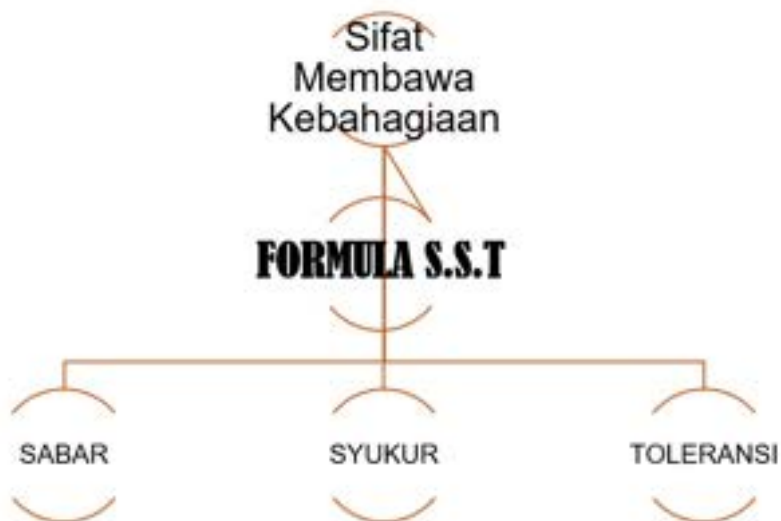 Sifat
Membawa
Kebahagiaan
FORMULA S.S.T
SABAR
SYUKUR
TOLERANSI